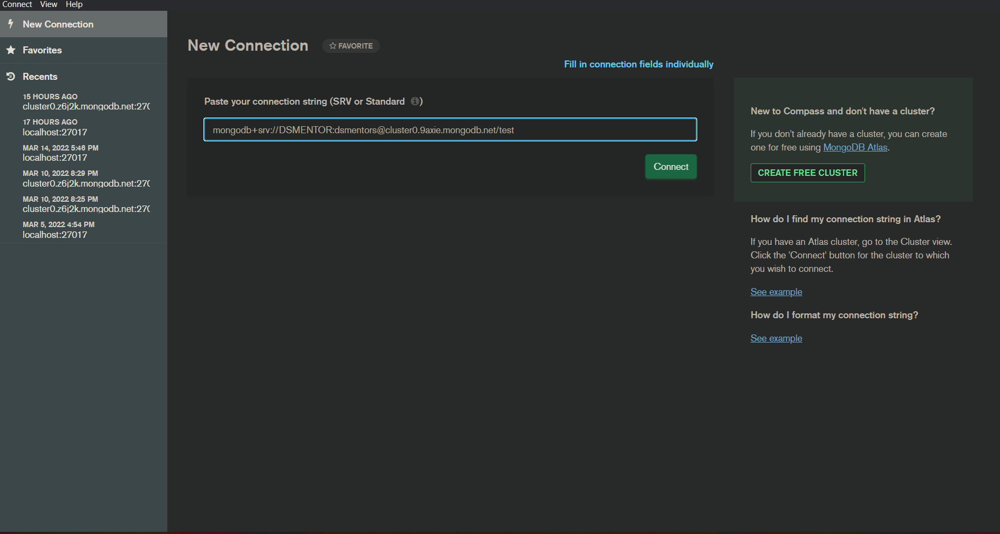 Connect View Help
New Connection
Favorites
Recents
15 HOURS AGO
cluster0.z6j2k.mongodb.net:27(
17 HOURS AGO
localhost:27017
MAR 14, 2022 5:46 PM
localhost:27017
MAR 10, 2022 8:29 PM
cluster0.z6j2k.mongodb.net:27(
MAR 10, 2022 8:25 PM
cluster0.z6j2k.mongodb.net:27(
MAR 5, 2022 4:54 PM
localhost:27017
New Connection
FAVORITE
Fill in connection fields individually
Paste your connection string (SRV or Standard )
mongodb+srv://DSMENTOR:dsmentors@cluster0.9axie.mongodb.net/test
Connect
New to Compass and don't have a cluster?
If you don't already have a cluster, you can create
one for free using MongoDB Atlas.
CREATE FREE CLUSTER
How do I find my connection string in Atlas?
If you have an Atlas cluster, go to the Cluster view.
Click the 'Connect' button for the cluster to which
you wish to connect.
See example
How do I format my connection string?
See example